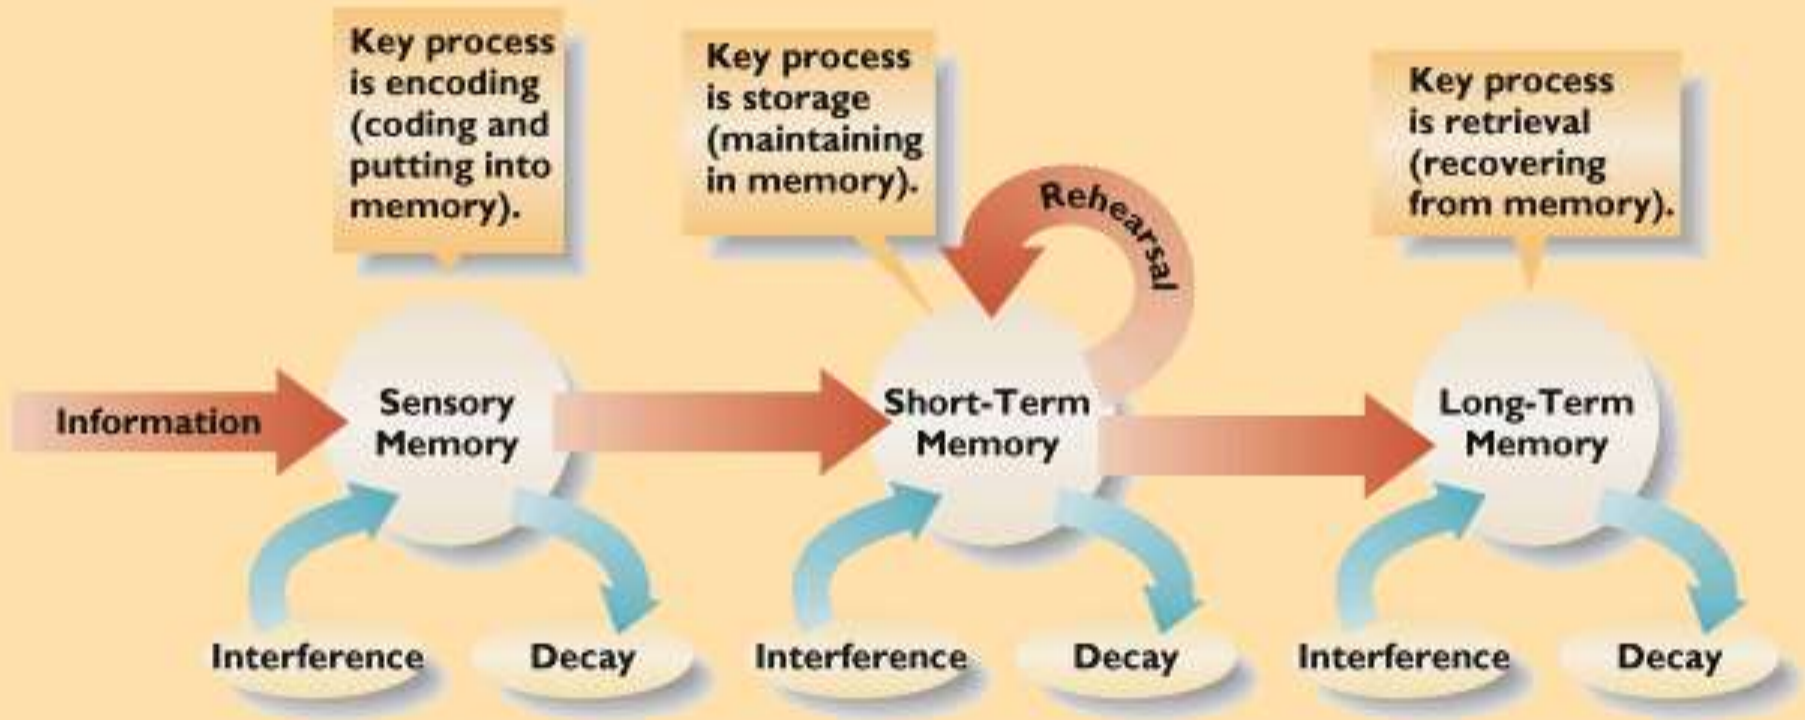 Key process
is encoding
(coding and
putting into
memory).
Key process
is storage
(maintaining
in memory).
Rehearsal
Key process
is retrieval
(recovering
from memory).
Information
Sensory
Memory
Short-Term
Memory
Long-Term
Memory
Interference
Decay
Interference
Decay
Interference
Decay